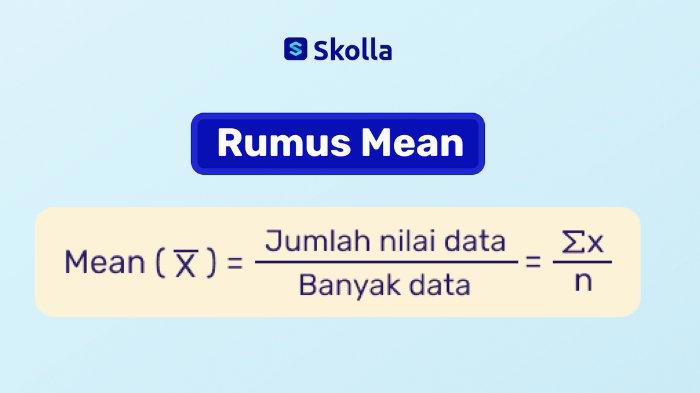 Skolla
Rumus Mean
Mean ( x̅ ) = Jumlah nilai data / Banyak data = Σx / n